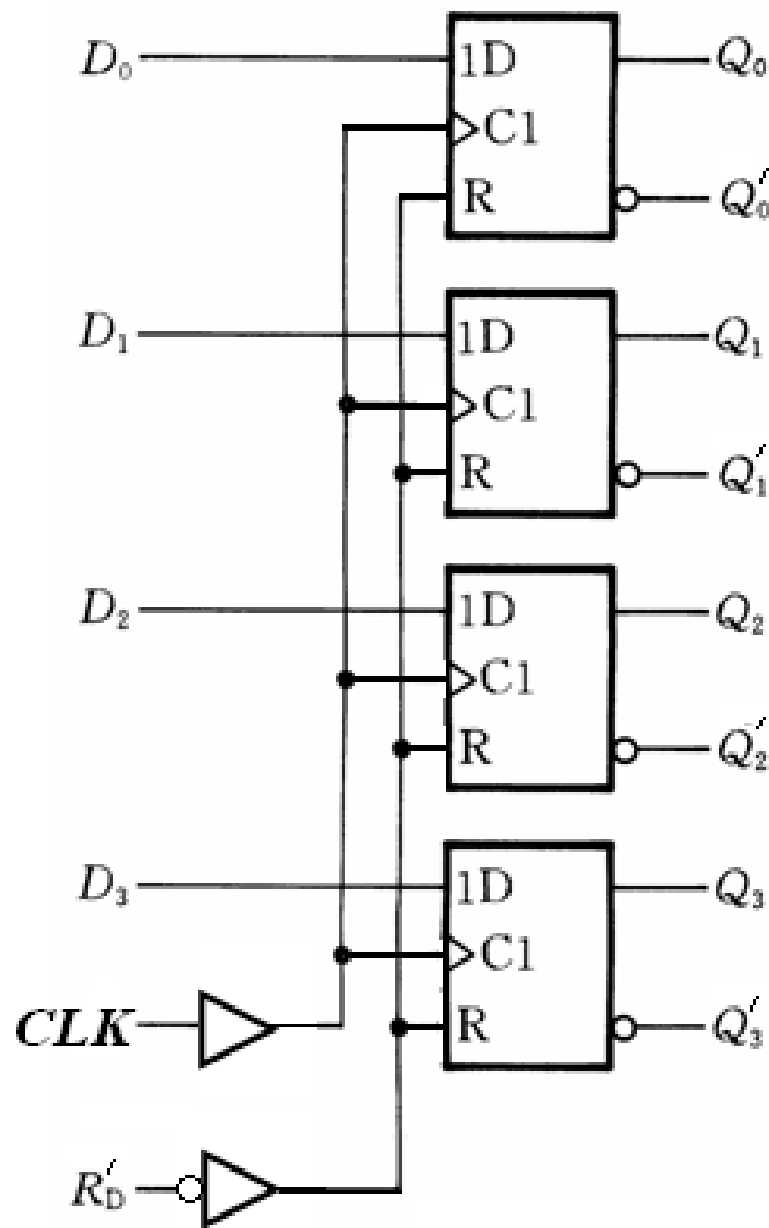 D₀ 1D Q₀
C1
R Q₀′
D₁ 1D Q₁
C1
R Q₁′
D₂ 1D Q₂
C1
R Q₂′
D₃ 1D Q₃
C1
CLK R Q₃′
R_D′